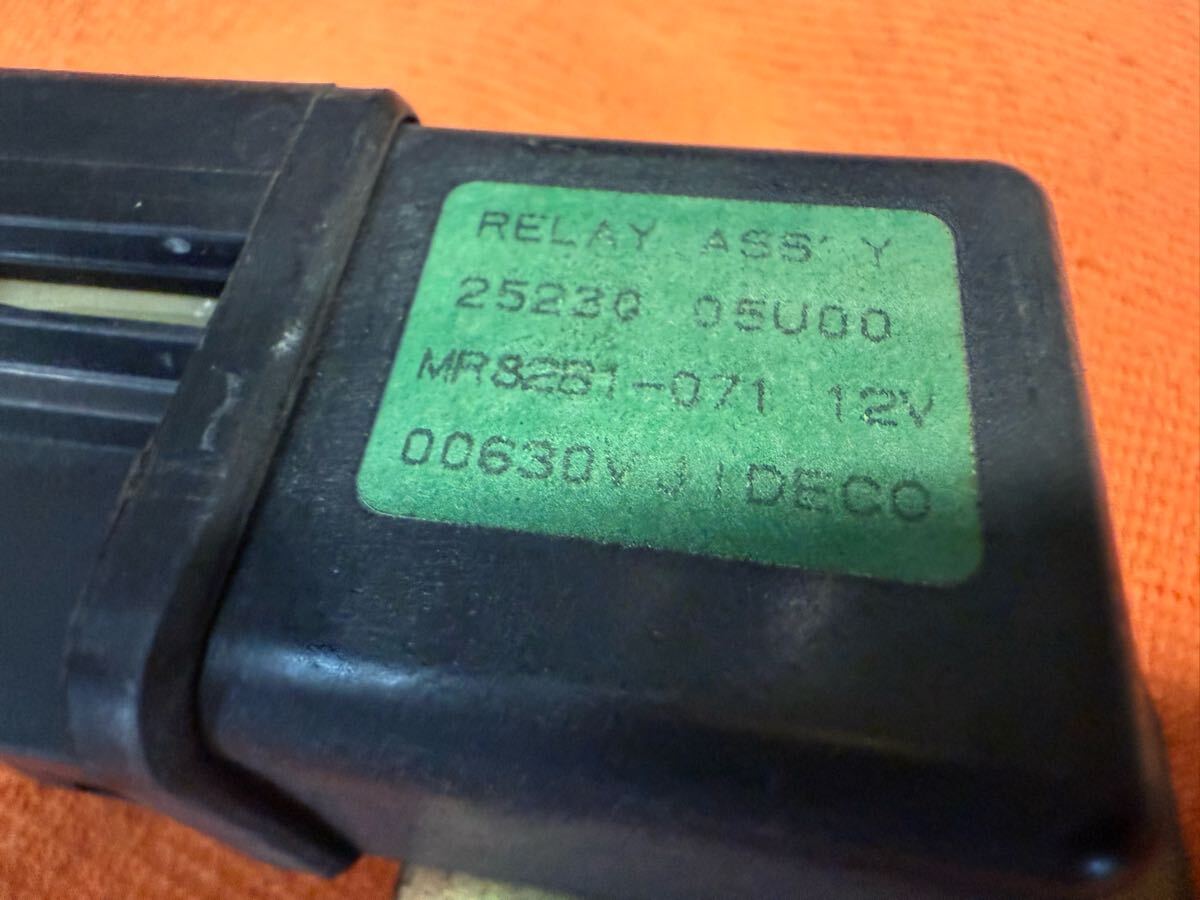 RELAY ASS'Y
25230 05U00
MR8261-071 12V
00630V JIDECO